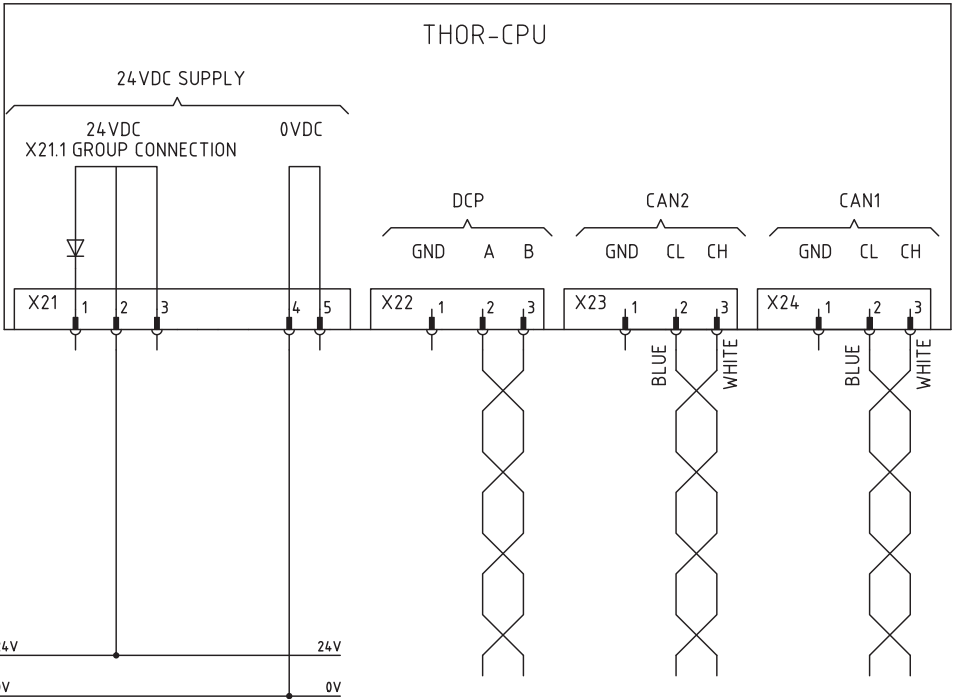 THOR-CPU
24VDC SUPPLY
24VDC
0VDC
X21.1 GROUP CONNECTION
DCP
CAN2
CAN1
GND A B
GND CL CH
GND CL CH
X21 1 2 3 4 5
X22 1 2 3
X23 1 2 3
X24 1 2 3
BLUE
WHITE
BLUE
WHITE
24V
0V